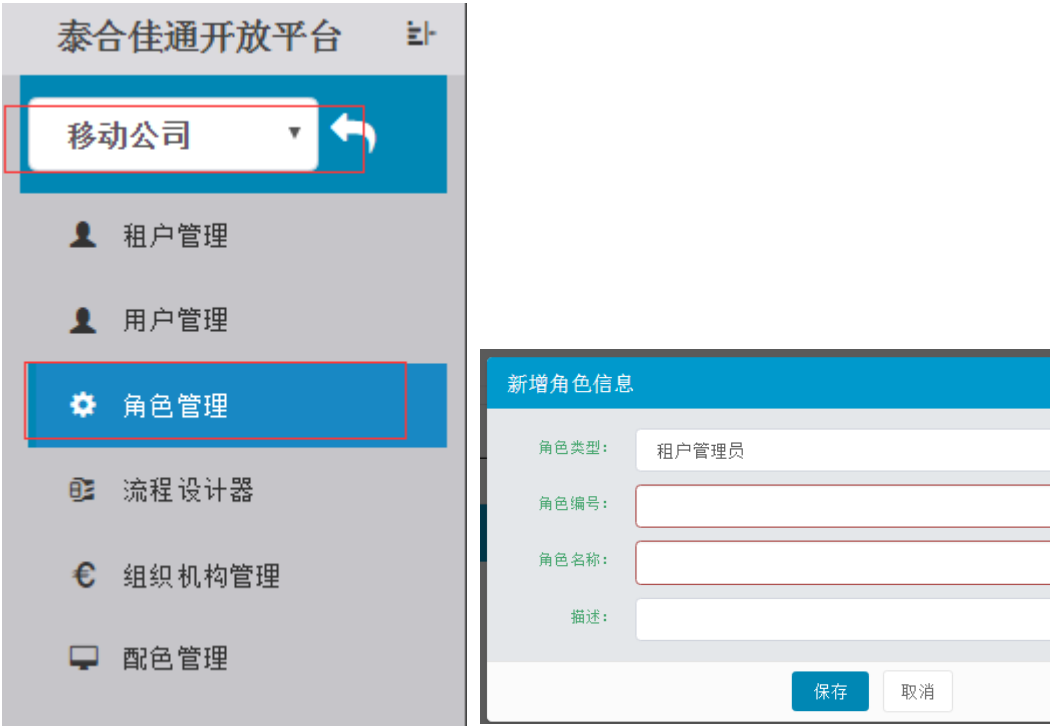 泰合佳通开放平台
移动公司
租户管理
用户管理
角色管理
流程设计器
组织机构管理
配色管理
新增角色信息
角色类型：
租户管理员
角色编号：
角色名称：
描述：
保存
取消